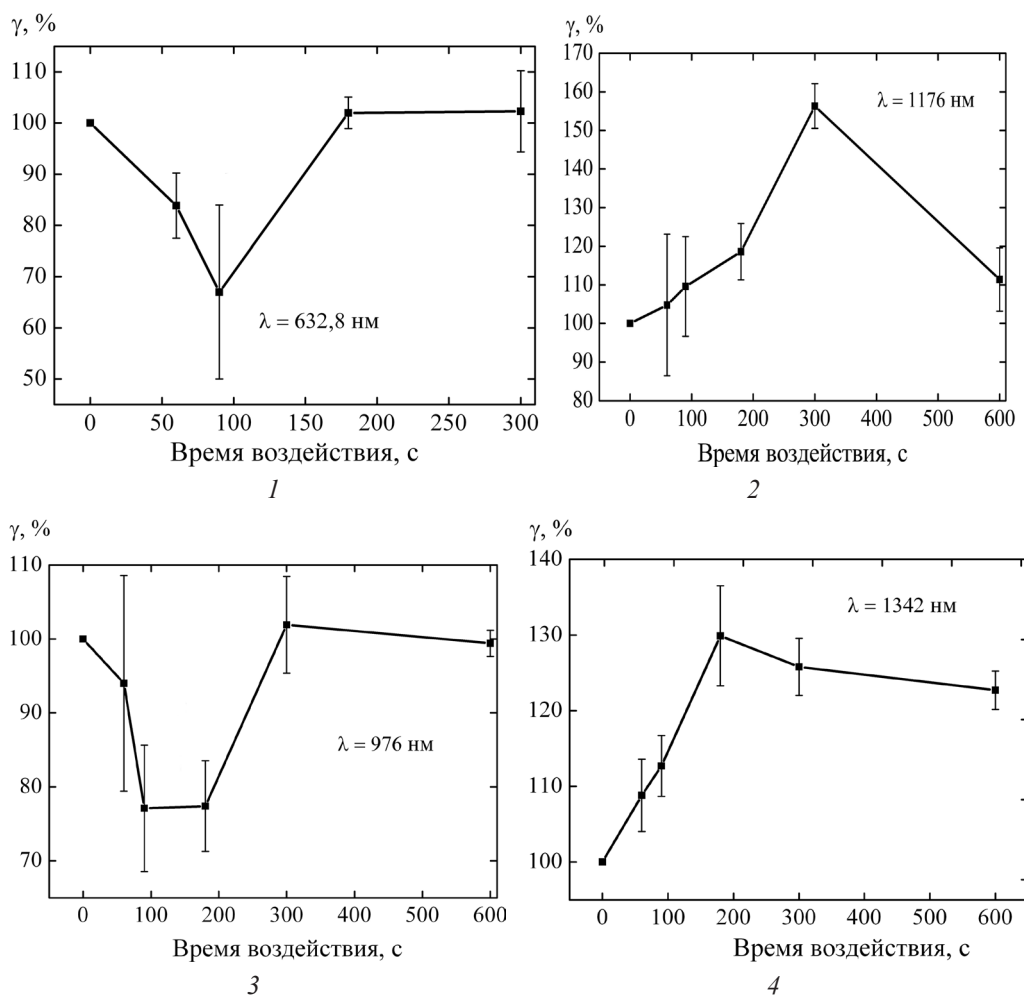 γ, %
110
100
90
80
70
60
50
λ = 632,8 нм
0 50 100 150 200 250 300
Время воздействия, с
1
γ, %
170
160
150
140
130
120
110
100
90
80
λ = 1176 нм
0 100 200 300 400 500 600
Время воздействия, с
2
γ, %
110
100
90
80
70
λ = 976 нм
0 100 200 300 400 500 600
Время воздействия, с
3
γ, %
140
130
120
110
100
λ = 1342 нм
0 100 200 300 400 500 600
Время воздействия, с
4